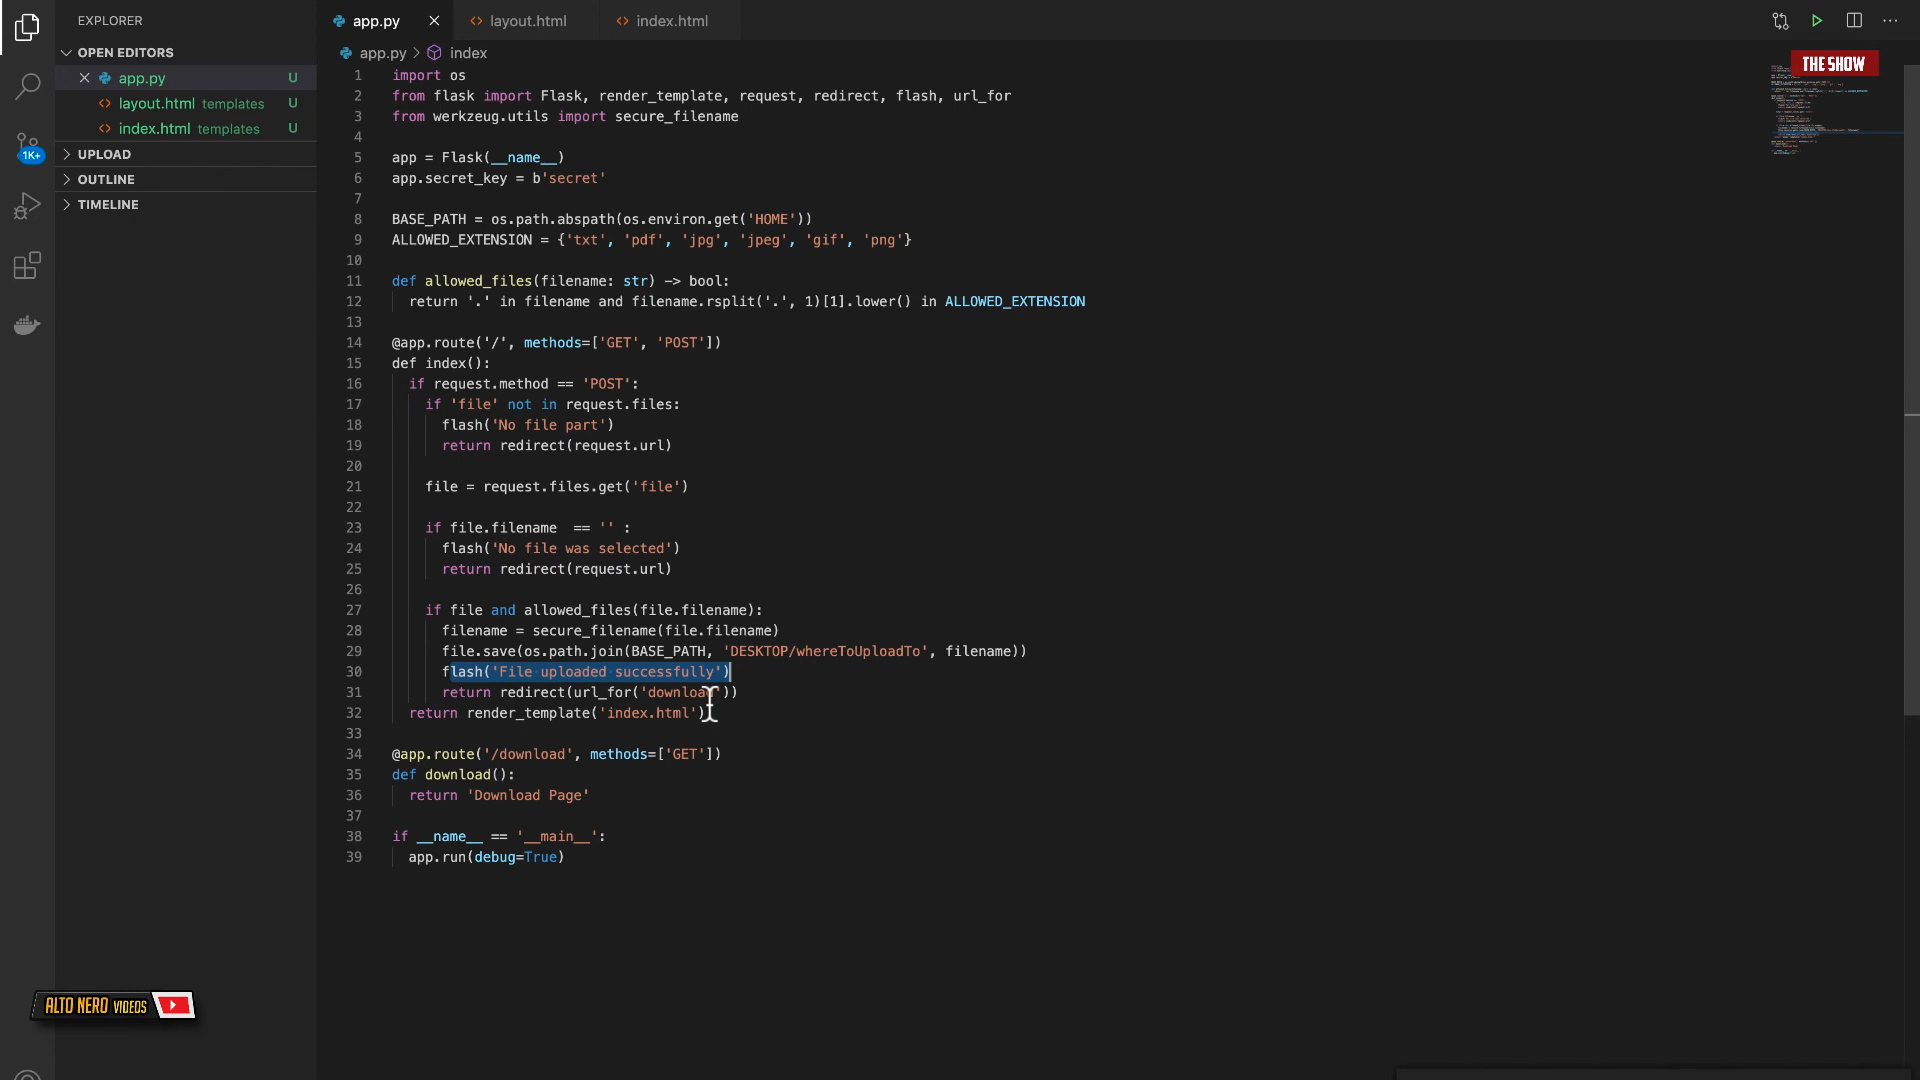 EXPLORER
OPEN EDITORS
app.py U
layout.html templates U
index.html templates U
UPLOAD
OUTLINE
TIMELINE
1K+
app.py layout.html index.html
app.py > index
THE SHOW
1 import os
2 from flask import Flask, render_template, request, redirect, flash, url_for
3 from werkzeug.utils import secure_filename
4
5 app = Flask(__name__)
6 app.secret_key = b'secret'
7
8 BASE_PATH = os.path.abspath(os.environ.get('HOME'))
9 ALLOWED_EXTENSION = {'txt', 'pdf', 'jpg', 'jpeg', 'gif', 'png'}
10
11 def allowed_files(filename: str) -> bool:
12 return '.' in filename and filename.rsplit('.', 1)[1].lower() in ALLOWED_EXTENSION
13
14 @app.route('/', methods=['GET', 'POST'])
15 def index():
16 if request.method == 'POST':
17 if 'file' not in request.files:
18 flash('No file part')
19 return redirect(request.url)
20
21 file = request.files.get('file')
22
23 if file.filename  == '' :
24 flash('No file was selected')
25 return redirect(request.url)
26
27 if file and allowed_files(file.filename):
28 filename = secure_filename(file.filename)
29 file.save(os.path.join(BASE_PATH, 'DESKTOP/whereToUploadTo', filename))
30 flash('File uploaded successfully')
31 return redirect(url_for('download'))
32 return render_template('index.html')
33
34 @app.route('/download', methods=['GET'])
35 def download():
36 return 'Download Page'
37
38 if __name__ == '__main__':
39 app.run(debug=True)
ALTO NERO VIDEOS